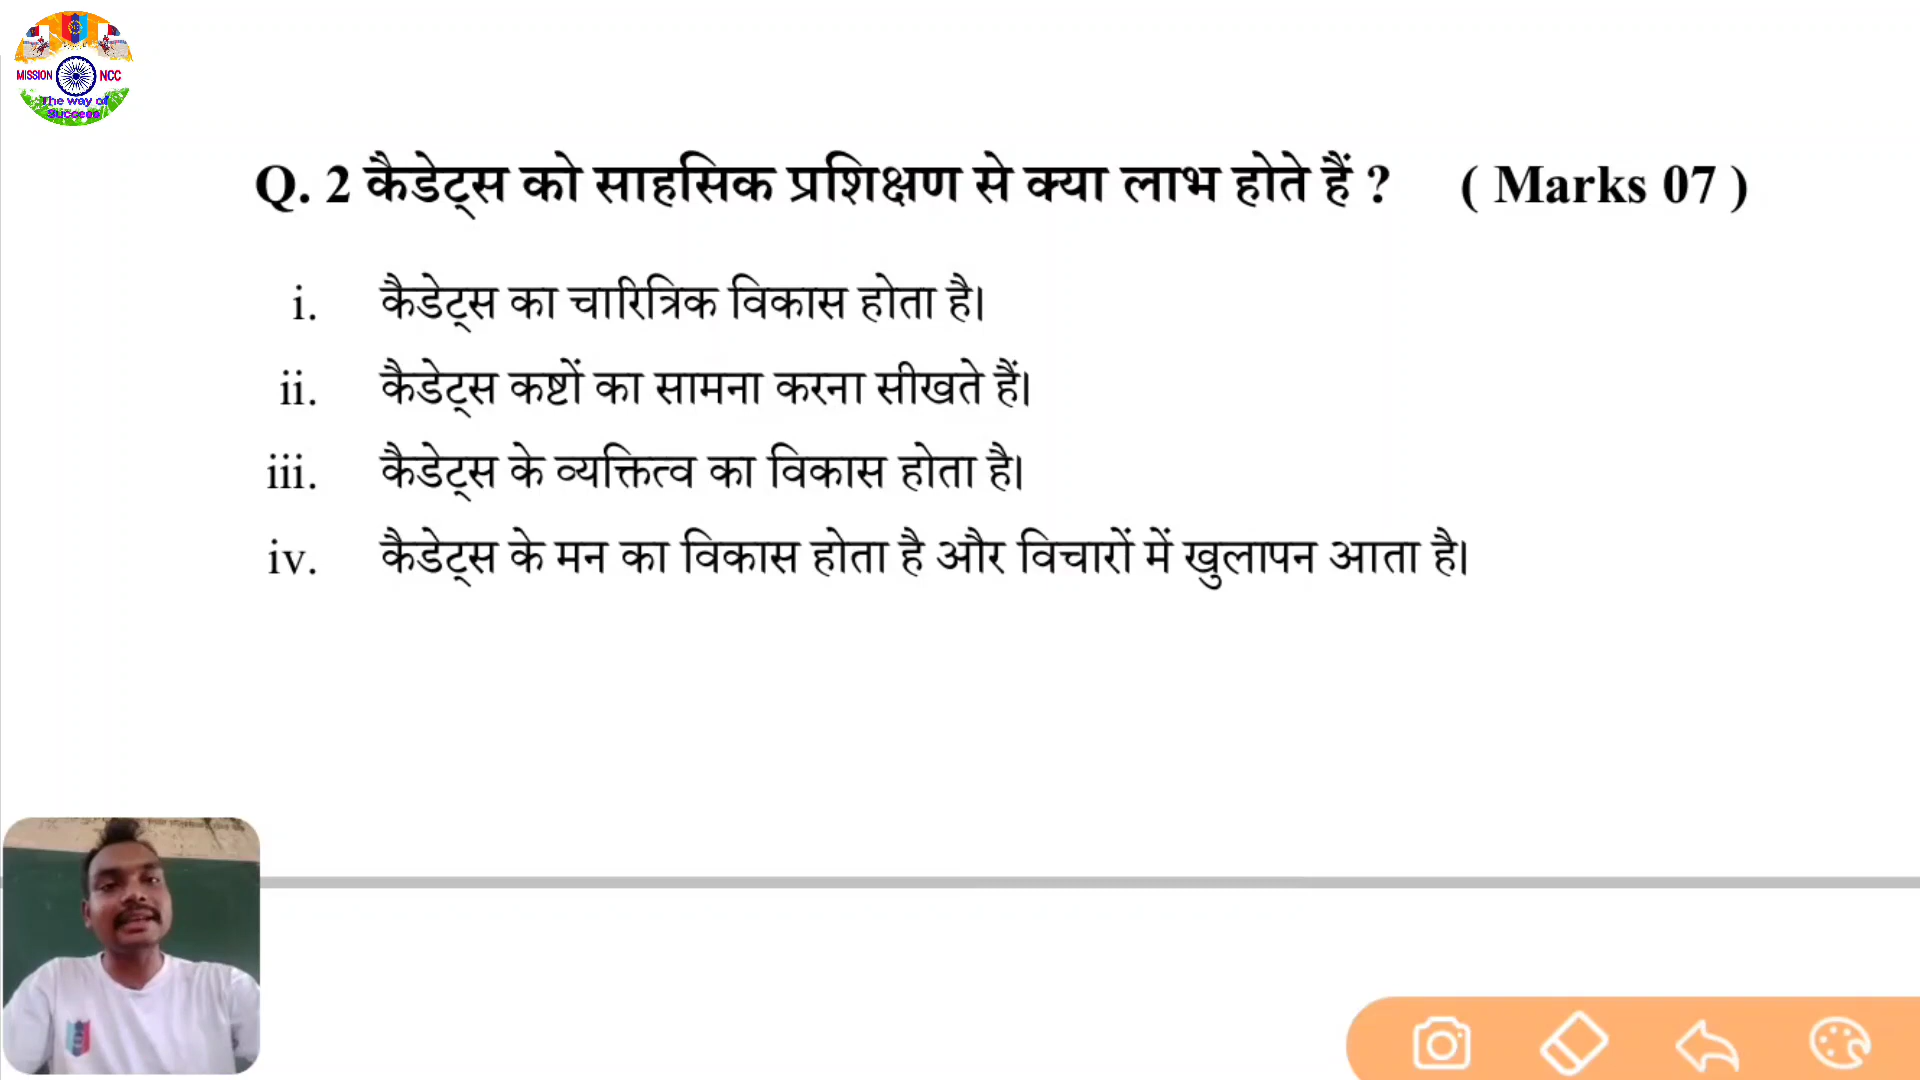 MISSION NCC
The way of
Success
Q. 2 कैडेट्स को साहसिक प्रशिक्षण से क्या लाभ होते हैं ? ( Marks 07 )
i. कैडेट्स का चारित्रिक विकास होता है।
ii. कैडेट्स कष्टों का सामना करना सीखते हैं।
iii. कैडेट्स के व्यक्तित्व का विकास होता है।
iv. कैडेट्स के मन का विकास होता है और विचारों में खुलापन आता है।